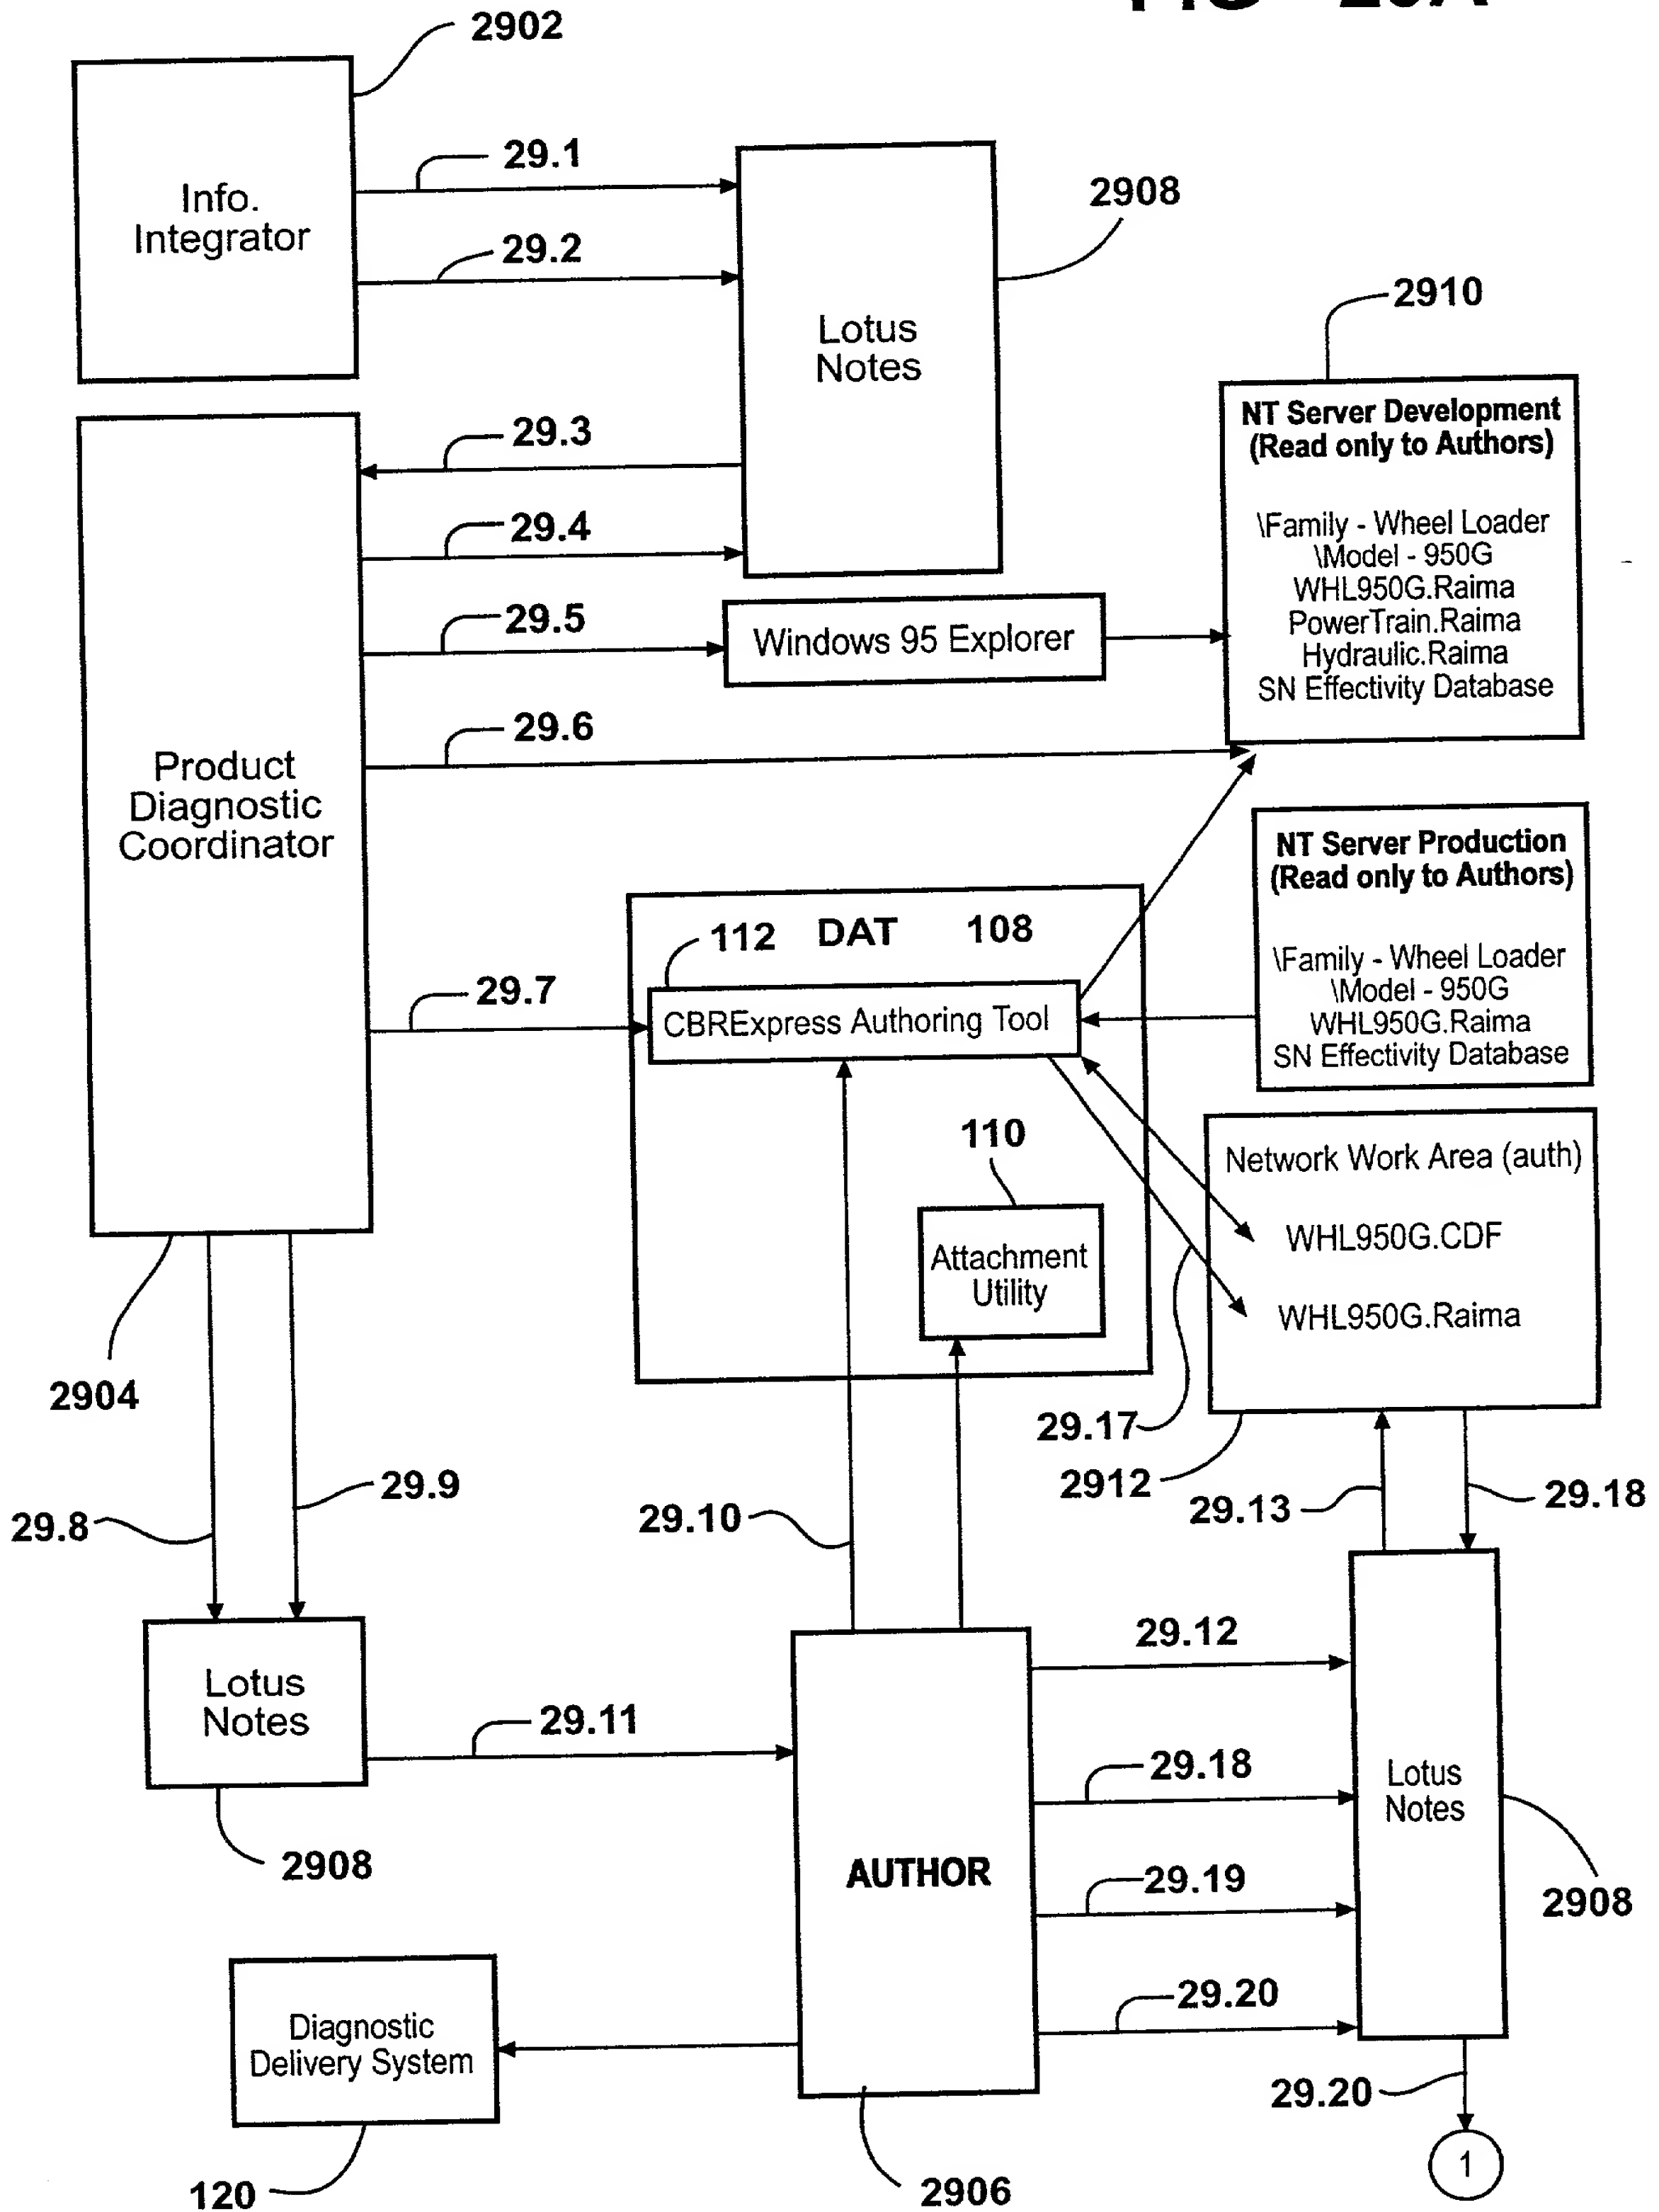 2902
29.1
Info.
Integrator
2908
29.2
2910
Lotus
Notes
NT Server Development
(Read only to Authors)
29.3
\Family - Wheel Loader
\Model - 950G
WHL950G.Raima
PowerTrain.Raima
Hydraulic.Raima
SN Effectivity Database
29.4
29.5
Windows 95 Explorer
29.6
Product
Diagnostic
Coordinator
NT Server Production
(Read only to Authors)
\Family - Wheel Loader
\Model - 950G
WHL950G.Raima
SN Effectivity Database
112 DAT 108
29.7
CBRExpress Authoring Tool
110
Network Work Area (auth)
WHL950G.CDF
WHL950G.Raima
Attachment
Utility
2904
29.17
2912
29.8
29.9
29.10
29.13
29.18
Lotus
Notes
29.12
29.11
29.18
Lotus
Notes
2908
AUTHOR
29.19
2908
29.20
Diagnostic
Delivery System
29.20
120
2906
1